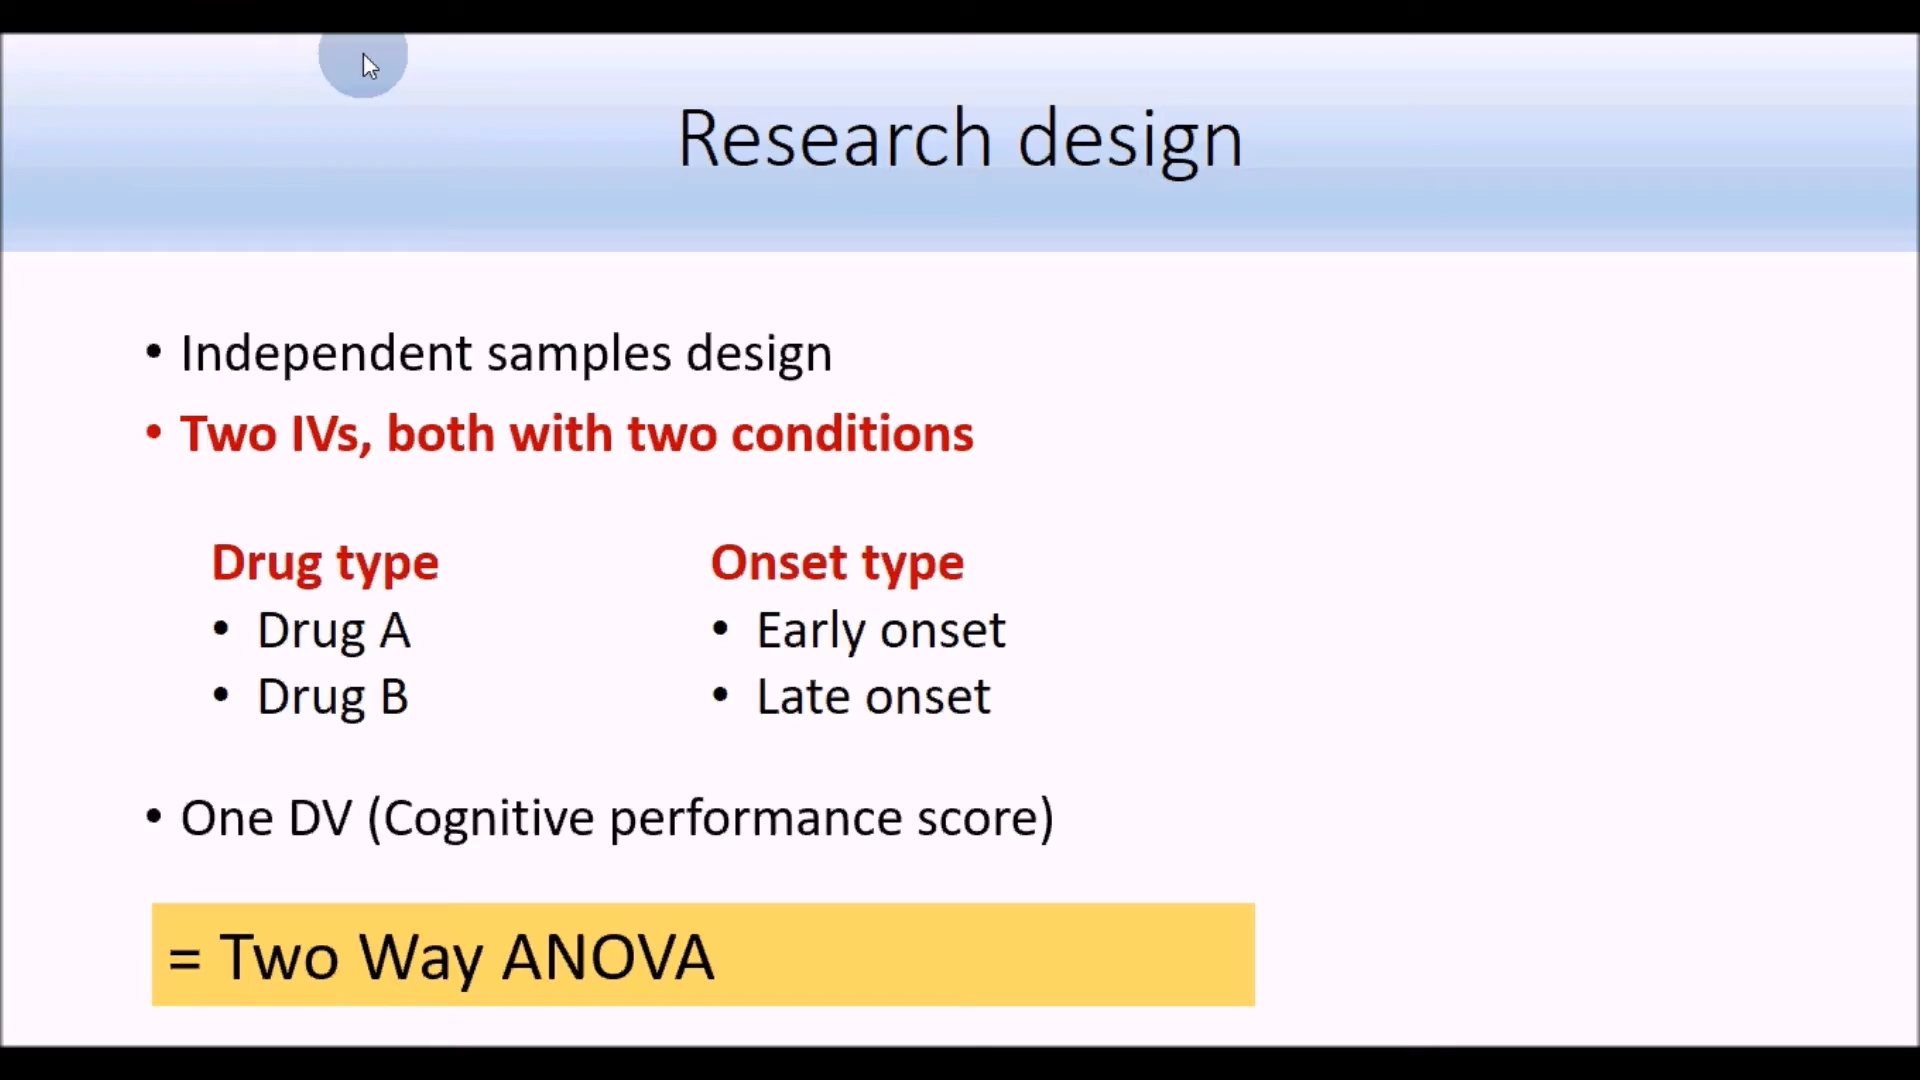 Research design
• Independent samples design
• Two IVs, both with two conditions
Drug type
• Drug A
• Drug B
Onset type
• Early onset
• Late onset
• One DV (Cognitive performance score)
= Two Way ANOVA